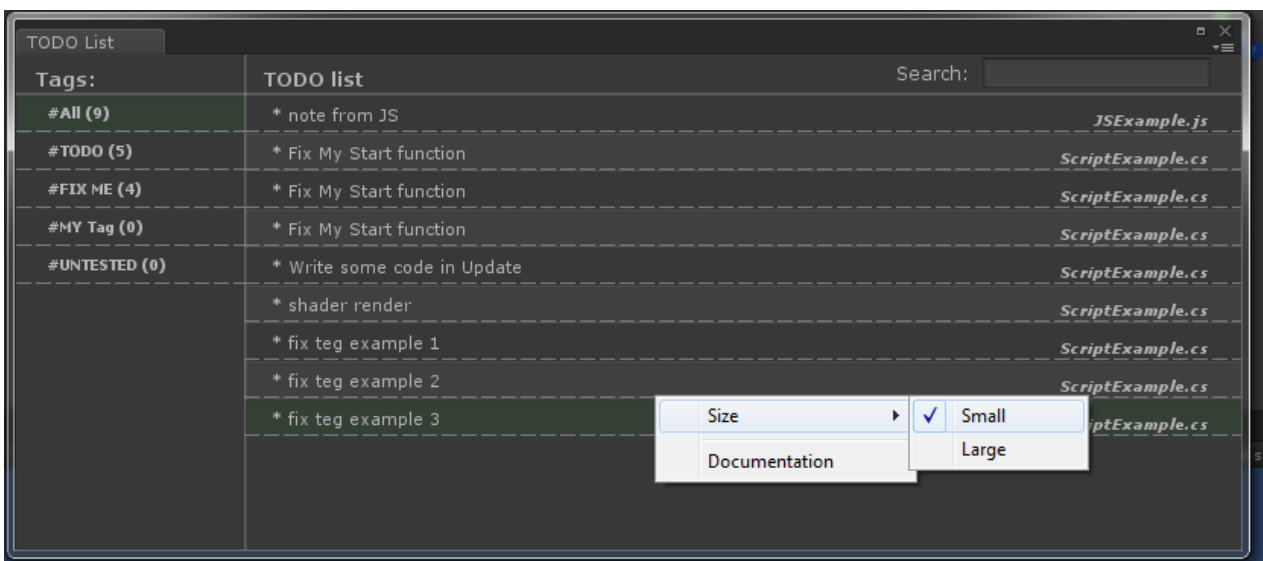 TODO List
Tags:
TODO list
Search:
#All (9)
* note from JS
JSExample.js
#TODO (5)
* Fix My Start function
ScriptExample.cs
#FIX ME (4)
* Fix My Start function
ScriptExample.cs
#MY Tag (0)
* Fix My Start function
ScriptExample.cs
#UNTESTED (0)
* Write some code in Update
ScriptExample.cs
* shader render
ScriptExample.cs
* fix teg example 1
ScriptExample.cs
* fix teg example 2
ScriptExample.cs
* fix teg example 3
iptExample.cs
Size
Small
Large
Documentation